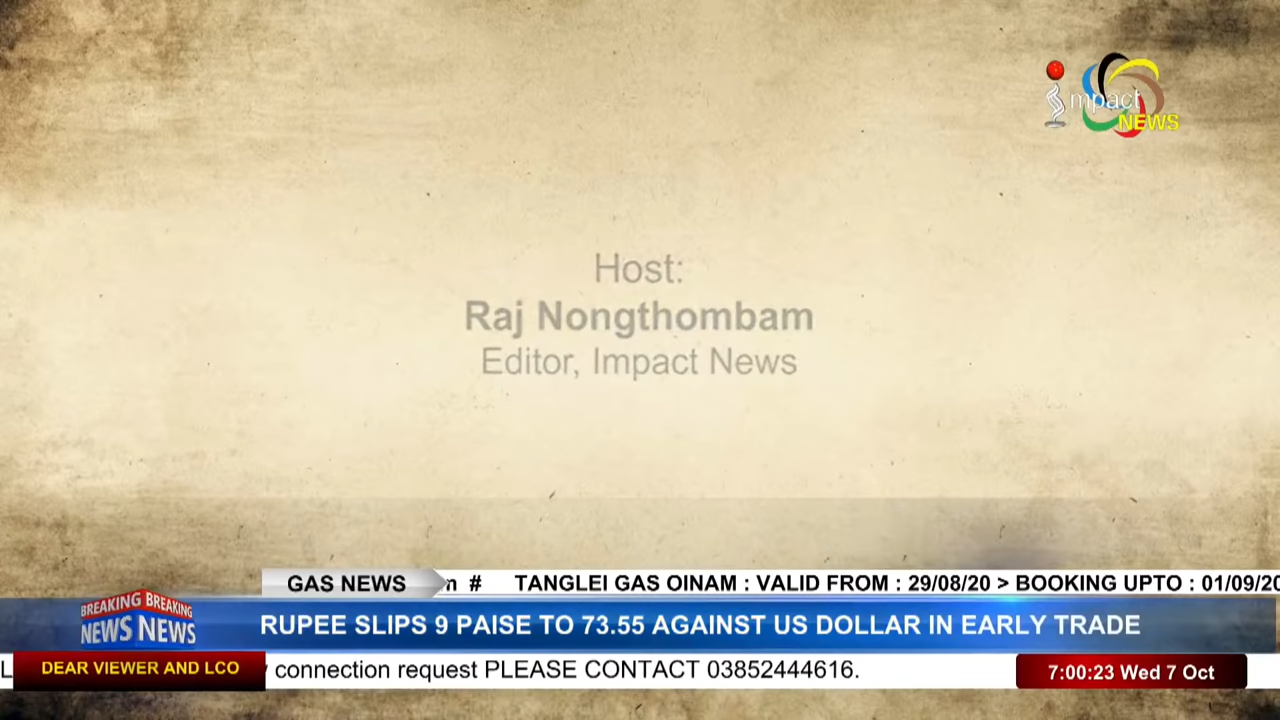 impact
NEWS
Host:
Raj Nongthombam
Editor, Impact News
GAS NEWS
# TANGLEI GAS OINAM : VALID FROM : 29/08/20 > BOOKING UPTO : 01/09/20
BREAKING BREAKING
NEWS NEWS
RUPEE SLIPS 9 PAISE TO 73.55 AGAINST US DOLLAR IN EARLY TRADE
L
DEAR VIEWER AND LCO
connection request PLEASE CONTACT 03852444616.
7:00:23 Wed 7 Oct